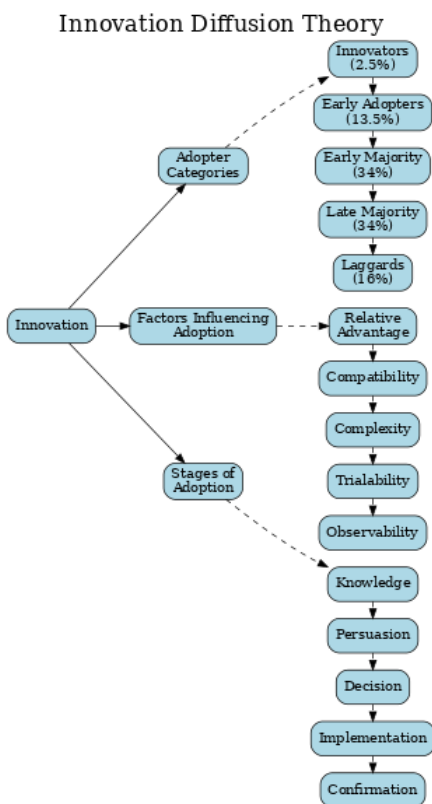 Innovation Diffusion Theory
Innovators
(2.5%)
Early Adopters
(13.5%)
Early Majority
(34%)
Late Majority
(34%)
Laggards
(16%)
Adopter
Categories
Innovation
Factors Influencing
Adoption
Relative
Advantage
Compatibility
Complexity
Trialability
Observability
Stages of
Adoption
Knowledge
Persuasion
Decision
Implementation
Confirmation